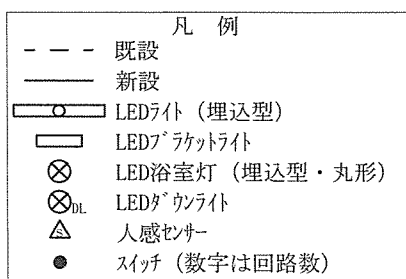 凡 例
既設
新設
LEDﾗｲﾄ（埋込型）
LEDﾌﾞﾗｹｯﾄﾗｲﾄ
LED浴室灯（埋込型・丸形）
DL LEDﾀﾞｳﾝﾗｲﾄ
S 人感ｾﾝｻｰ
ｽｲｯﾁ（数字は回路数）